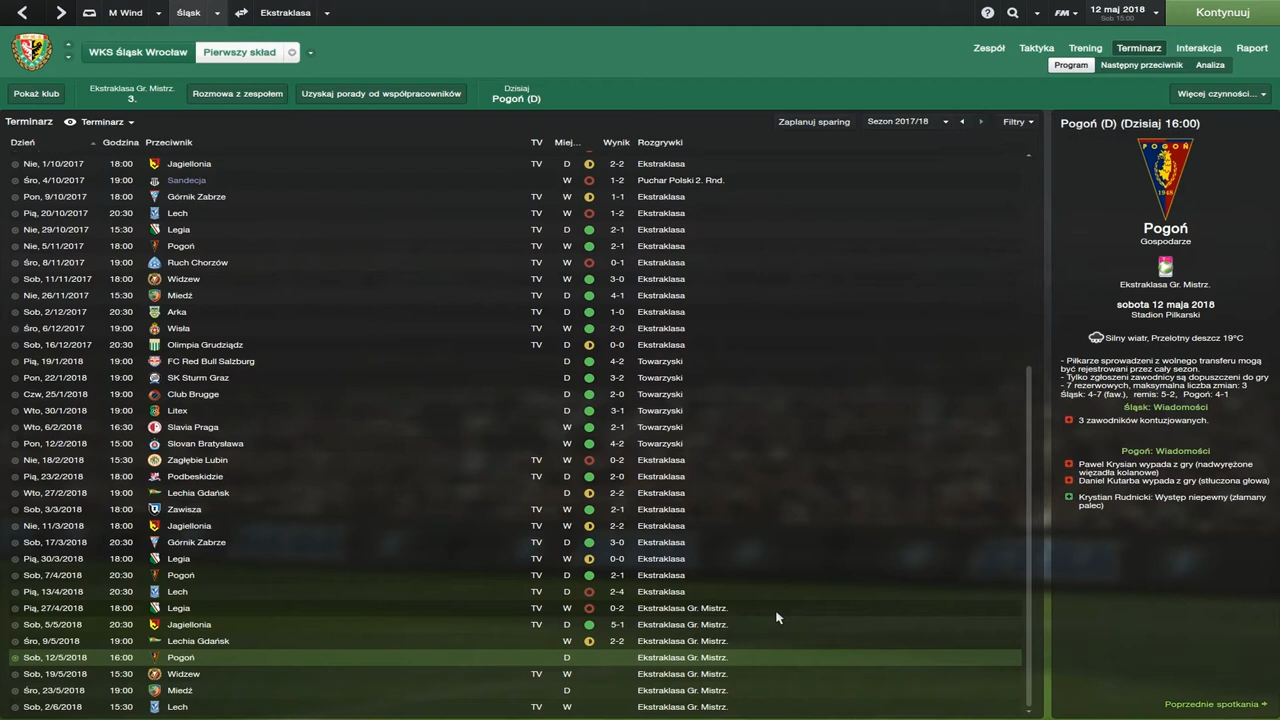 M Wind
Śląsk
Ekstraklasa
FM
12 maj 2018
Sob 15:00
Kontynuuj
WKS Śląsk Wrocław
Pierwszy skład
Zespół
Taktyka
Trening
Terminarz
Interakcja
Raport
Program
Następny przeciwnik
Analiza
Pokaż klub
Ekstraklasa Gr. Mistrz.
3.
Rozmowa z zespołem
Uzyskaj porady od współpracowników
Dzisiaj
Pogoń (D)
Więcej czynności...
Terminarz
Terminarz
Zaplanuj sparing
Sezon 2017/18
Filtry
Dzień Godzina Przeciwnik TV Miej... Wynik Rozgrywki
Nie, 1/10/2017 18:00 Jagiellonia D 2-2 Ekstraklasa
Śro, 4/10/2017 19:00 Sandecja W 1-2 Puchar Polski 2. Rnd.
Pon, 9/10/2017 18:00 Górnik Zabrze TV W 1-1 Ekstraklasa
Pią, 20/10/2017 20:30 Lech TV W 1-2 Ekstraklasa
Nie, 29/10/2017 15:30 Legia TV D 2-1 Ekstraklasa
Nie, 5/11/2017 18:00 Pogoń TV W 2-1 Ekstraklasa
Śro, 8/11/2017 19:00 Ruch Chorzów TV W 0-1 Ekstraklasa
Sob, 11/11/2017 18:00 Widzew TV W 3-0 Ekstraklasa
Nie, 26/11/2017 15:30 Miedź TV D 4-1 Ekstraklasa
Sob, 2/12/2017 20:30 Arka TV D 1-0 Ekstraklasa
Śro, 6/12/2017 19:00 Wisła TV W 2-0 Ekstraklasa
Sob, 16/12/2017 20:30 Olimpia Grudziądz TV D 0-0 Ekstraklasa
Pią, 19/1/2018 19:00 FC Red Bull Salzburg D 4-2 Towarzyski
Pon, 22/1/2018 19:00 SK Sturm Graz D 3-2 Towarzyski
Czw, 25/1/2018 19:00 Club Brugge D 2-0 Towarzyski
Wto, 30/1/2018 19:00 Litex D 3-1 Towarzyski
Wto, 6/2/2018 16:30 Slavia Praga W 2-1 Towarzyski
Pon, 12/2/2018 15:00 Slovan Bratysława W 4-2 Towarzyski
Nie, 18/2/2018 15:30 Zagłębie Lubin TV W 0-2 Ekstraklasa
Pią, 23/2/2018 18:00 Podbeskidzie TV D 2-0 Ekstraklasa
Wto, 27/2/2018 19:00 Lechia Gdańsk D 2-2 Ekstraklasa
Sob, 3/3/2018 18:00 Zawisza TV W 2-1 Ekstraklasa
Nie, 11/3/2018 18:00 Jagiellonia TV W 2-2 Ekstraklasa
Sob, 17/3/2018 20:30 Górnik Zabrze TV D 3-0 Ekstraklasa
Pią, 30/3/2018 18:00 Legia TV W 0-0 Ekstraklasa
Sob, 7/4/2018 20:30 Pogoń TV D 2-1 Ekstraklasa
Pią, 13/4/2018 20:30 Lech TV D 2-4 Ekstraklasa
Pią, 27/4/2018 18:00 Legia TV W 0-2 Ekstraklasa Gr. Mistrz.
Sob, 5/5/2018 20:30 Jagiellonia TV D 5-1 Ekstraklasa Gr. Mistrz.
Śro, 9/5/2018 19:00 Lechia Gdańsk W 2-2 Ekstraklasa Gr. Mistrz.
Sob, 12/5/2018 16:00 Pogoń D Ekstraklasa Gr. Mistrz.
Sob, 19/5/2018 15:30 Widzew TV W Ekstraklasa Gr. Mistrz.
Śro, 23/5/2018 19:00 Miedź D Ekstraklasa Gr. Mistrz.
Sob, 2/6/2018 15:30 Lech TV W Ekstraklasa Gr. Mistrz.
Pogoń (D) (Dzisiaj 16:00)
POGOŃ
1948
Pogoń
Gospodarze
Ekstraklasa Gr. Mistrz.
sobota 12 maja 2018
Stadion Pilkarski
Silny wiatr, Przelotny deszcz 19°C
- Piłkarze sprowadzeni z wolnego transferu mogą
być rejestrowani przez cały sezon.
- Tylko zgłoszeni zawodnicy są dopuszczeni do gry
- 7 rezerwowych, maksymalna liczba zmian: 3
Śląsk: 4-7 (faw.), remis: 5-2, Pogoń: 4-1
Śląsk: Wiadomości
3 zawodników kontuzjowanych.
Pogoń: Wiadomości
Pawel Krysian wypada z gry (nadwyrężone
więzadła kolanowe)
Daniel Kutarba wypada z gry (stłuczona głowa)
Krystian Rudnicki: Występ niepewny (złamany
palec)
Poprzednie spotkania